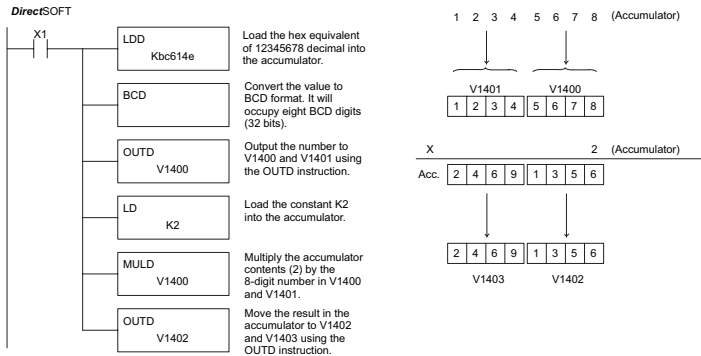 DirectSOFT
X1
LDD
Kbc614e
Load the hex equivalent
of 12345678 decimal into
the accumulator.
BCD
Convert the value to
BCD format. It will
occupy eight BCD digits
(32 bits).
OUTD
V1400
Output the number to
V1400 and V1401 using
the OUTD instruction.
LD
K2
Load the constant K2
into the accumulator.
MULD
V1400
Multiply the accumulator
contents (2) by the
8-digit number in V1400
and V1401.
OUTD
V1402
Move the result in the
accumulator to V1402
and V1403 using the
OUTD instruction.
1 2 3 4 5 6 7 8 (Accumulator)
V1401 V1400
1 2 3 4 5 6 7 8
X 2 (Accumulator)
Acc. 2 4 6 9 1 3 5 6
2 4 6 9 1 3 5 6
V1403 V1402